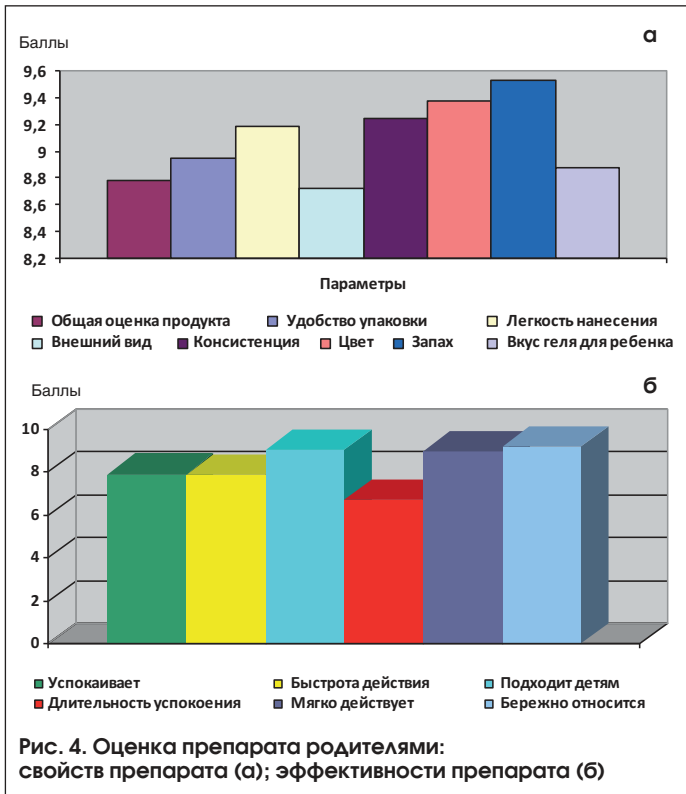 а
Баллы
9,6
9,4
9,2
9
8,8
8,6
8,4
8,2
Параметры
Общая оценка продукта Удобство упаковки Легкость нанесения
Внешний вид Консистенция Цвет Запах Вкус геля для ребенка
б
Баллы
10
8
6
4
2
0
Успокаивает Быстрота действия Подходит детям
Длительность успокоения Мягко действует Бережно относится
Рис. 4. Оценка препарата родителями:
свойств препарата (а); эффективности препарата (б)